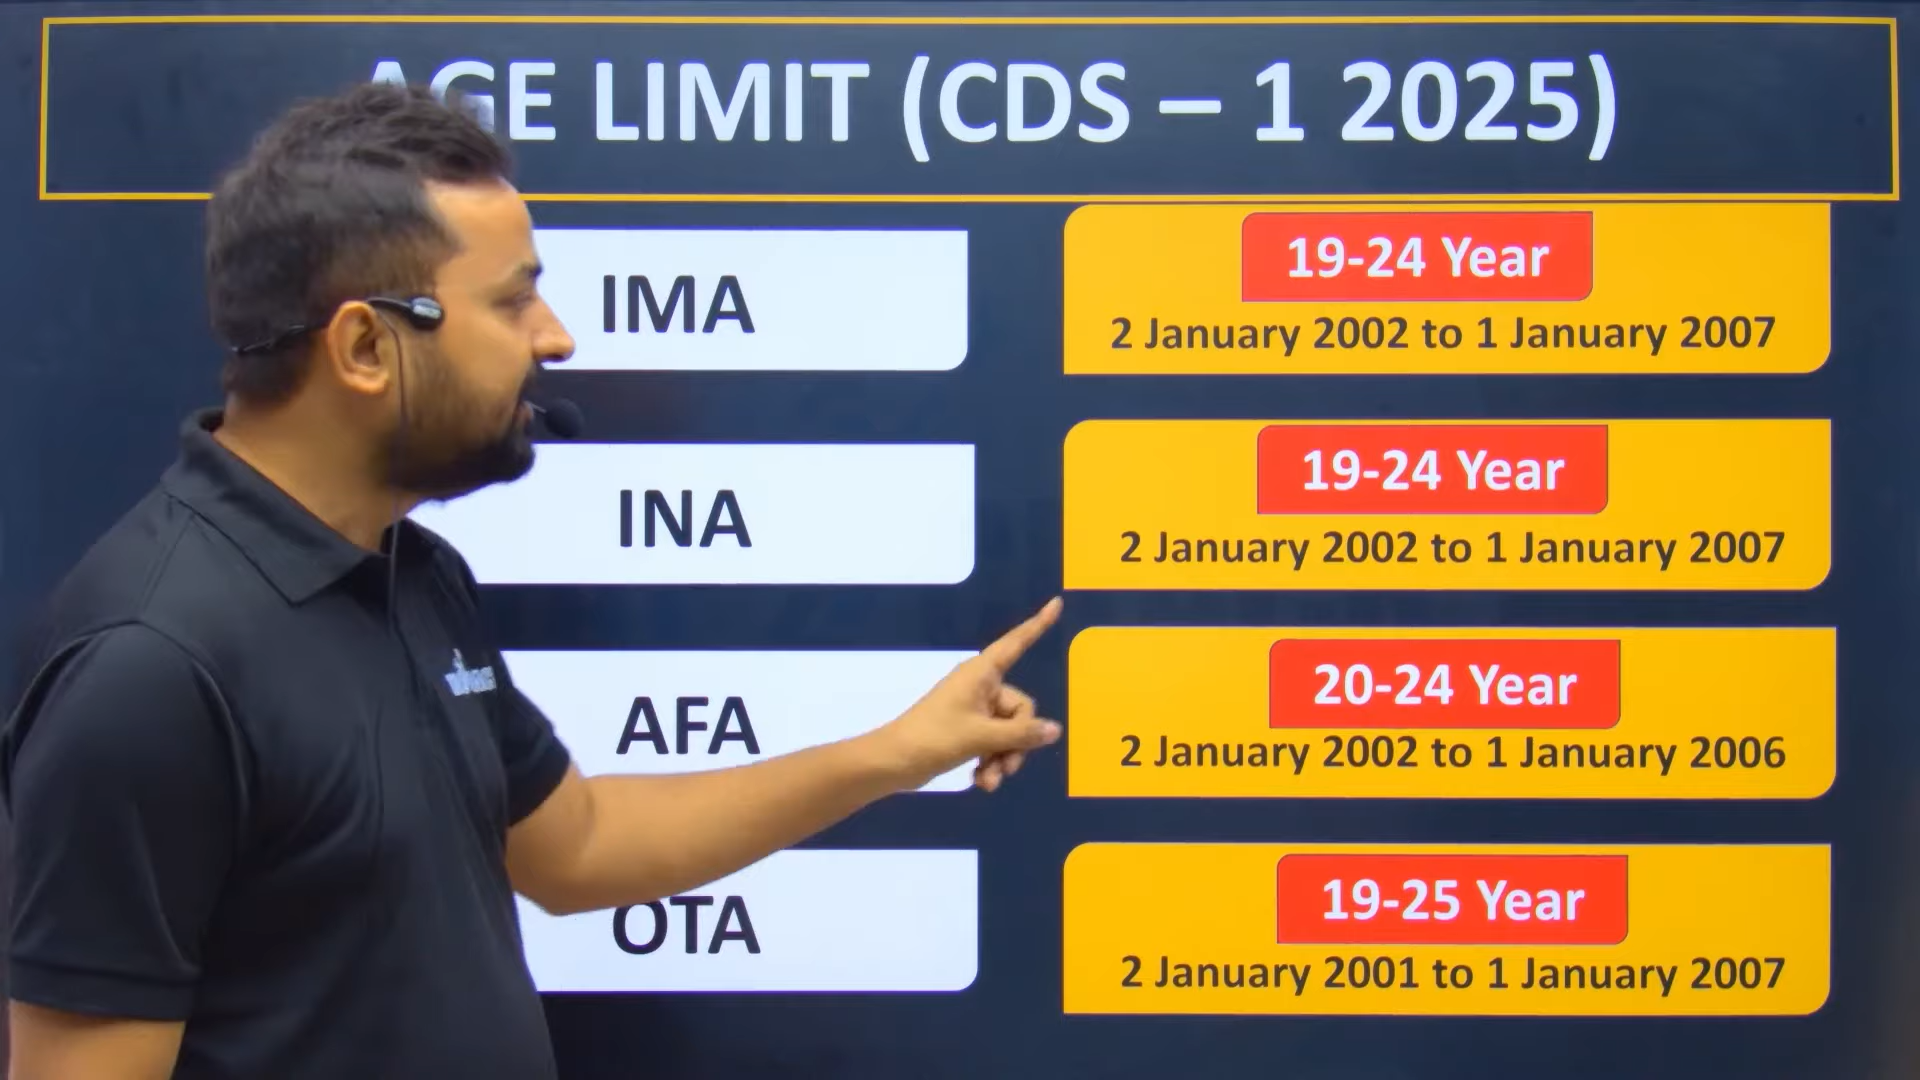 AGE LIMIT (CDS – 1 2025)
IMA
19-24 Year
2 January 2002 to 1 January 2007
INA
19-24 Year
2 January 2002 to 1 January 2007
AFA
20-24 Year
2 January 2002 to 1 January 2006
OTA
19-25 Year
2 January 2001 to 1 January 2007